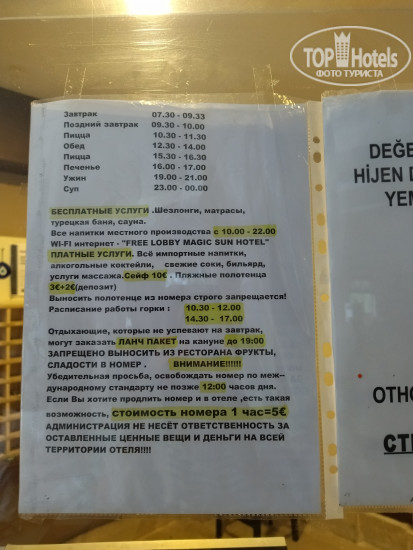 TOP Hotels
ФОТО ТУРИСТА
Завтрак 07.30 - 09.33
Поздний завтрак 09.30 - 10.00
Пицца 10.30 - 11.30
Обед 12.30 - 14.00
Пицца 15.30 - 16.30
Печенье 16.00 - 17.00
Ужин 19.00 - 21.00
Суп 23.00 - 00.00
БЕСПЛАТНЫЕ УСЛУГИ .Шезлонги, матрасы,
турецкая баня, сауна.
Все напитки местного производства с 10.00 - 22.00
WI-FI интернет - "FREE LOBBY MAGIC SUN HOTEL"
ПЛАТНЫЕ УСЛУГИ. Всё импортные напитки,
алкогольные коктейли, свежие соки, бильярд,
услуги массажа.Сейф 10€ . Пляжные полотенца
3€+2€(депозит)
Выносить полотенце из номера строго запрещается!
Расписание работы горки : 10.30 - 12.00
14.30 - 17.00
Отдыхающие, которые не успевают на завтрак,
могут заказать ЛАНЧ ПАКЕТ на кануне до 19:00
ЗАПРЕЩЕНО ВЫНОСИТЬ ИЗ РЕСТОРАНА ФРУКТЫ,
СЛАДОСТИ В НОМЕР . ВНИМАНИЕ!!!!!!
Убедительная просьба, освобождать номер по меж-
дународному стандарту не позже 12:00 часов дня.
Если Вы хотите продлить номер и в отеле ,есть такая
возможность, стоимость номера 1 час=5€
АДМИНИСТРАЦИЯ НЕ НЕСЁТ ОТВЕТСТВЕННОСТЬ ЗА
ОСТАВЛЕННЫЕ ЦЕННЫЕ ВЕЩИ И ДЕНЬГИ НА ВСЕЙ
ТЕРРИТОРИИ ОТЕЛЯ!!!!
DEĞE
HİJEN D
YEM
ОТНО
СТР